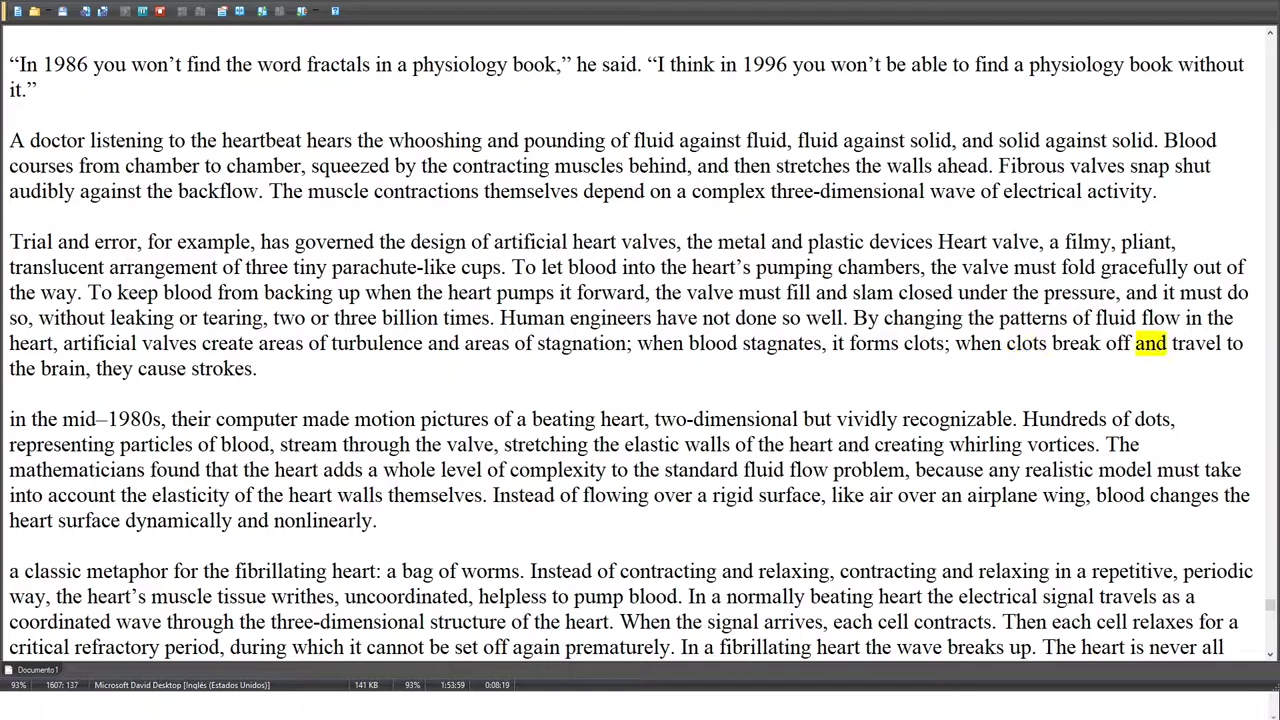 “In 1986 you won’t find the word fractals in a physiology book,” he said. “I think in 1996 you won’t be able to find a physiology book without
it.”
A doctor listening to the heartbeat hears the whooshing and pounding of fluid against fluid, fluid against solid, and solid against solid. Blood
courses from chamber to chamber, squeezed by the contracting muscles behind, and then stretches the walls ahead. Fibrous valves snap shut
audibly against the backflow. The muscle contractions themselves depend on a complex three-dimensional wave of electrical activity.
Trial and error, for example, has governed the design of artificial heart valves, the metal and plastic devices Heart valve, a filmy, pliant,
translucent arrangement of three tiny parachute-like cups. To let blood into the heart’s pumping chambers, the valve must fold gracefully out of
the way. To keep blood from backing up when the heart pumps it forward, the valve must fill and slam closed under the pressure, and it must do
so, without leaking or tearing, two or three billion times. Human engineers have not done so well. By changing the patterns of fluid flow in the
heart, artificial valves create areas of turbulence and areas of stagnation; when blood stagnates, it forms clots; when clots break off and travel to
the brain, they cause strokes.
in the mid–1980s, their computer made motion pictures of a beating heart, two-dimensional but vividly recognizable. Hundreds of dots,
representing particles of blood, stream through the valve, stretching the elastic walls of the heart and creating whirling vortices. The
mathematicians found that the heart adds a whole level of complexity to the standard fluid flow problem, because any realistic model must take
into account the elasticity of the heart walls themselves. Instead of flowing over a rigid surface, like air over an airplane wing, blood changes the
heart surface dynamically and nonlinearly.
a classic metaphor for the fibrillating heart: a bag of worms. Instead of contracting and relaxing, contracting and relaxing in a repetitive, periodic
way, the heart’s muscle tissue writhes, uncoordinated, helpless to pump blood. In a normally beating heart the electrical signal travels as a
coordinated wave through the three-dimensional structure of the heart. When the signal arrives, each cell contracts. Then each cell relaxes for a
critical refractory period, during which it cannot be set off again prematurely. In a fibrillating heart the wave breaks up. The heart is never all
Documento1
93% 1607: 137 Microsoft David Desktop [Inglés (Estados Unidos)] 141 KB 93% 1:53:59 0:08:19